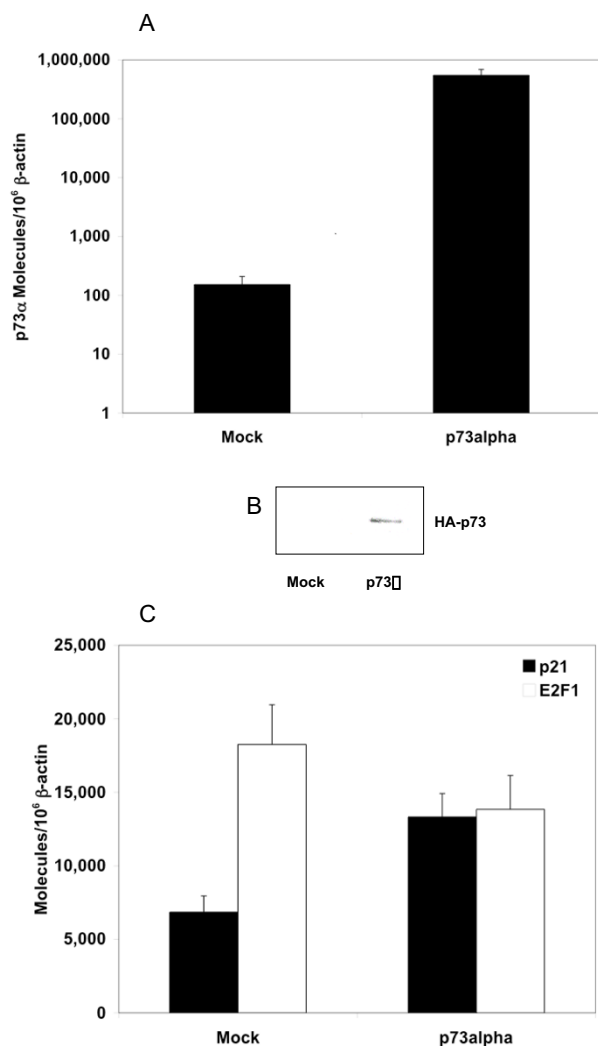 A
1,000,000
100,000
10,000
1,000
100
10
1
p73α Molecules/10⁶ β-actin
Mock p73alpha
B
HA-p73
Mock p73▯
C
25,000
20,000
15,000
10,000
5,000
0
Molecules/10⁶ β-actin
p21
E2F1
Mock p73alpha